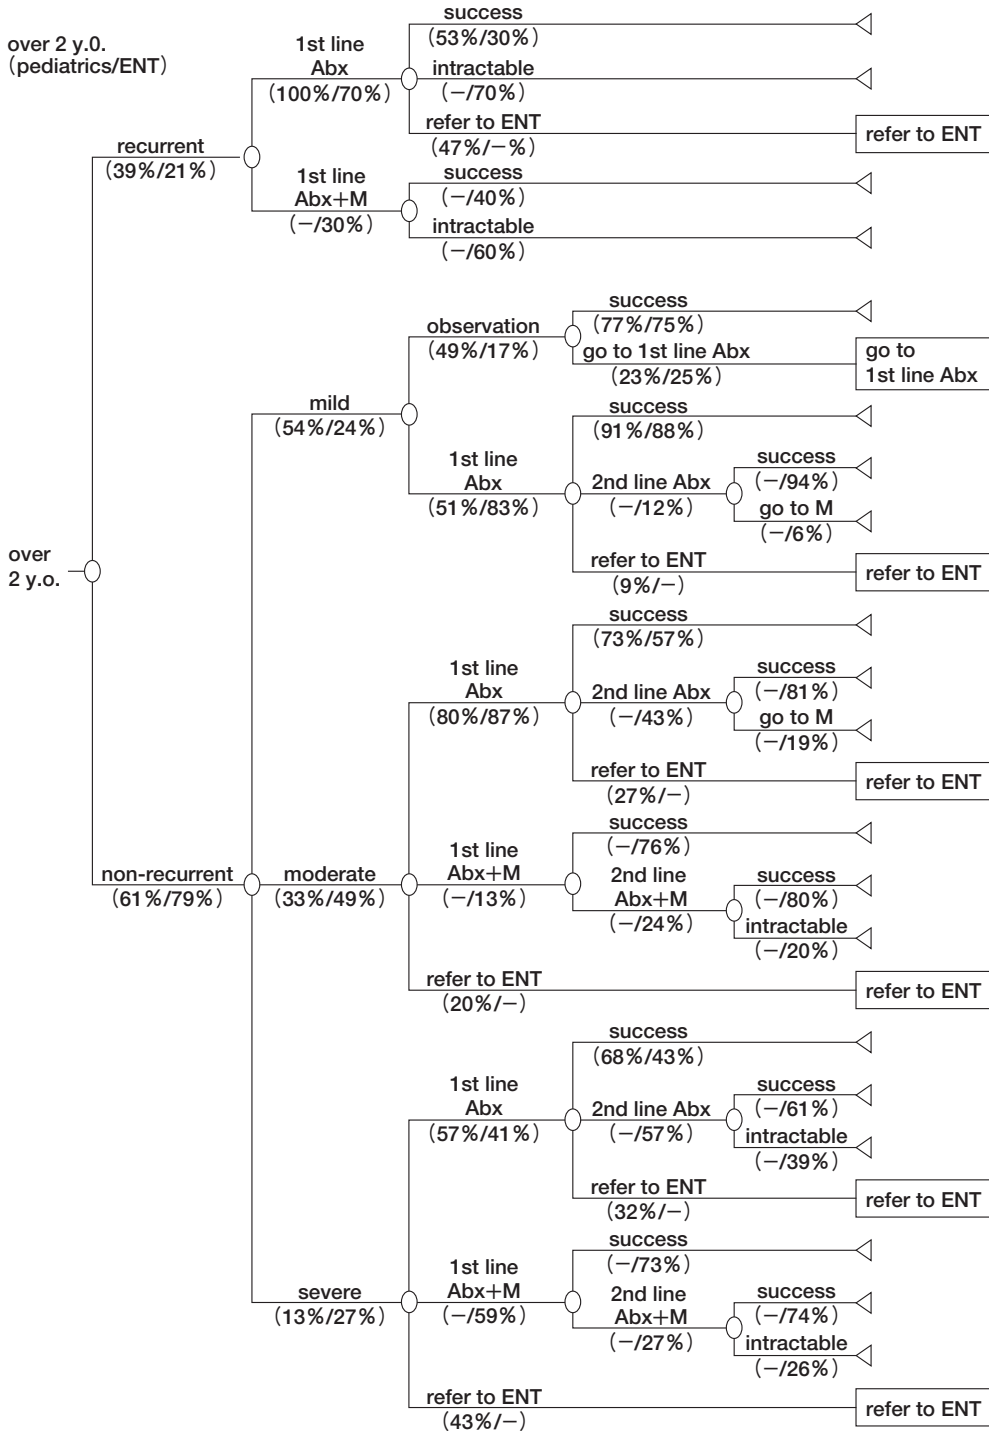 over 2 y.0.
(pediatrics/ENT)
recurrent
(39%/21%)
1st line
Abx
(100%/70%)
success
(53%/30%)
intractable
(−/70%)
refer to ENT
(47%/−%)
refer to ENT
1st line
Abx+M
(−/30%)
success
(−/40%)
intractable
(−/60%)
over
2 y.o.
non-recurrent
(61%/79%)
mild
(54%/24%)
observation
(49%/17%)
success
(77%/75%)
go to 1st line Abx
(23%/25%)
go to
1st line Abx
1st line
Abx
(51%/83%)
success
(91%/88%)
2nd line Abx
(−/12%)
success
(−/94%)
go to M
(−/6%)
refer to ENT
(9%/−)
refer to ENT
moderate
(33%/49%)
1st line
Abx
(80%/87%)
success
(73%/57%)
2nd line Abx
(−/43%)
success
(−/81%)
go to M
(−/19%)
refer to ENT
(27%/−)
refer to ENT
1st line
Abx+M
(−/13%)
success
(−/76%)
2nd line
Abx+M
(−/24%)
success
(−/80%)
intractable
(−/20%)
refer to ENT
(20%/−)
refer to ENT
severe
(13%/27%)
1st line
Abx
(57%/41%)
success
(68%/43%)
2nd line Abx
(−/57%)
success
(−/61%)
intractable
(−/39%)
refer to ENT
(32%/−)
refer to ENT
1st line
Abx+M
(−/59%)
success
(−/73%)
2nd line
Abx+M
(−/27%)
success
(−/74%)
intractable
(−/26%)
refer to ENT
(43%/−)
refer to ENT